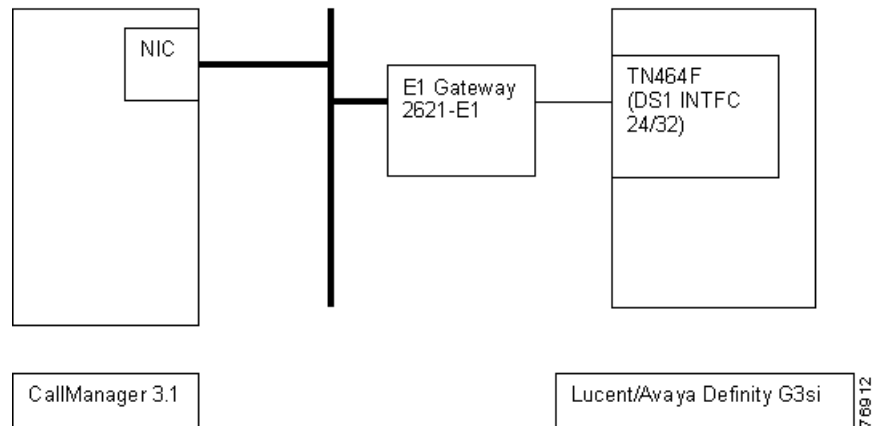 NIC
E1 Gateway
2621-E1
TN464F
(DS1 INTFC
24/32)
CallManager 3.1
Lucent/Avaya Definity G3si
76912